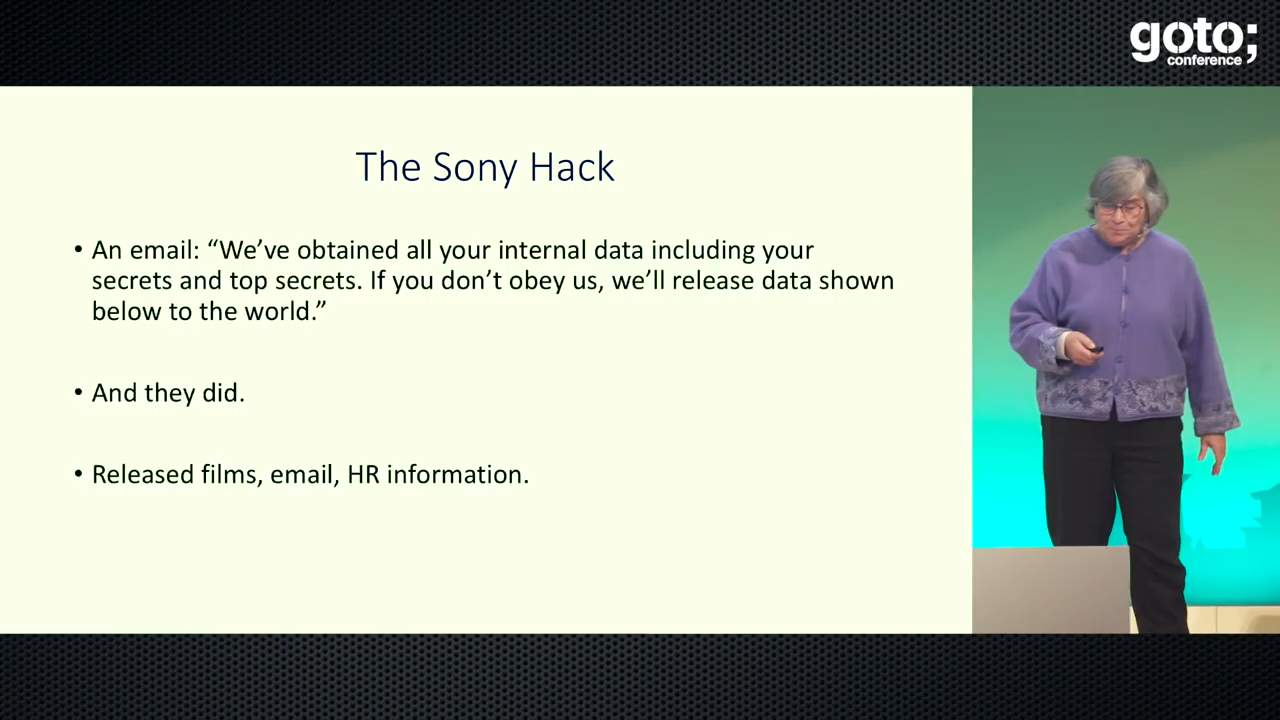 goto;
conference
The Sony Hack
• An email: “We’ve obtained all your internal data including your
secrets and top secrets. If you don’t obey us, we’ll release data shown
below to the world.”
• And they did.
• Released films, email, HR information.